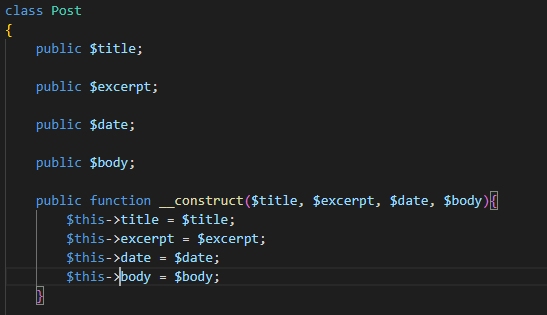 class Post
{
    public $title;
    public $excerpt;
    public $date;
    public $body;
    public function __construct($title, $excerpt, $date, $body){
        $this->title = $title;
        $this->excerpt = $excerpt;
        $this->date = $date;
        $this->body = $body;
    }